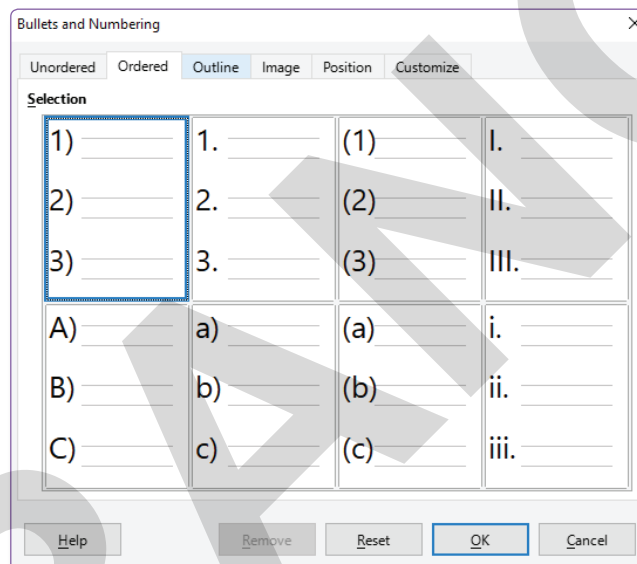 Bullets and Numbering
Unordered Ordered Outline Image Position Customize
Selection
1) 1. (1) I.
2) 2. (2) II.
3) 3. (3) III.
A) a) (a) i.
B) b) (b) ii.
C) c) (c) iii.
Help Remove Reset OK Cancel